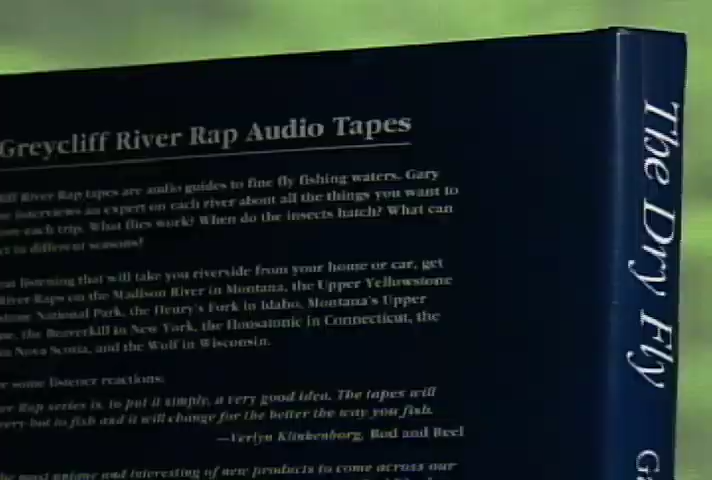 Greycliff River Rap Audio Tapes
River Rap tapes are audio guides to fine fly fishing waters. Gary
interviews an expert on each river about all the things you want to
each trip. What flies work? When do the insects hatch? What can
in different seasons?
listening that will take you riverside from your home or car, get
River Raps on the Madison River in Montana, the Upper Yellowstone
National Park, the Henry's Fork in Idaho, Montana's Upper
the Beaverkill in New York, the Housatonic in Connecticut, the
in Nova Scotia, and the Wolf in Wisconsin.
some listener reactions:
Rap series is, to put it simply, a very good idea. The tapes will
to fish and it will change for the better the way you fish.
—Verlyn Klinkenborg, Rod and Reel
most unique and interesting of new products to come across our
The Dry Fly